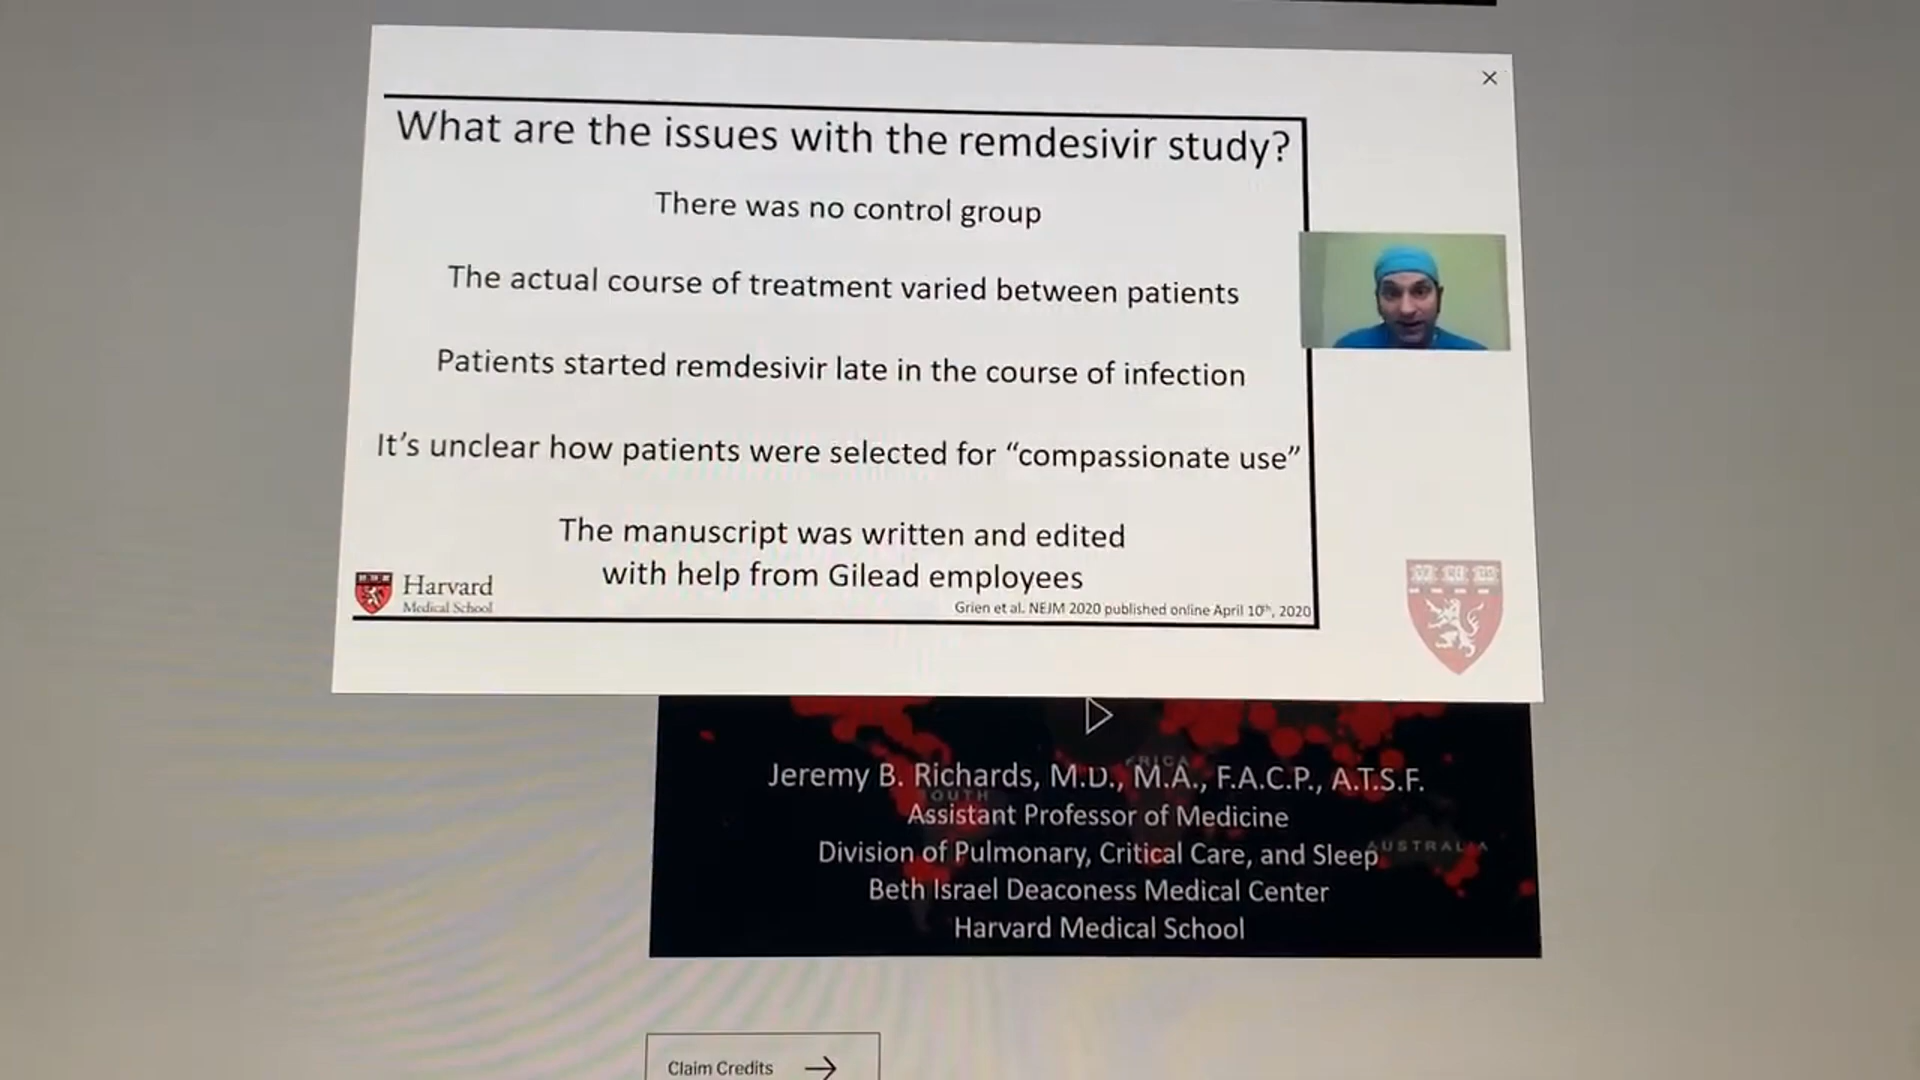 What are the issues with the remdesivir study?
There was no control group
The actual course of treatment varied between patients
Patients started remdesivir late in the course of infection
It's unclear how patients were selected for “compassionate use”
The manuscript was written and edited
with help from Gilead employees
Harvard
Medical School
Grien et al. NEJM 2020 published online April 10th, 2020
Jeremy B. Richards, M.D., M.A., F.A.C.P., A.T.S.F.
Assistant Professor of Medicine
Division of Pulmonary, Critical Care, and Sleep
AUSTRALIA
Beth Israel Deaconess Medical Center
Harvard Medical School
Claim Credits